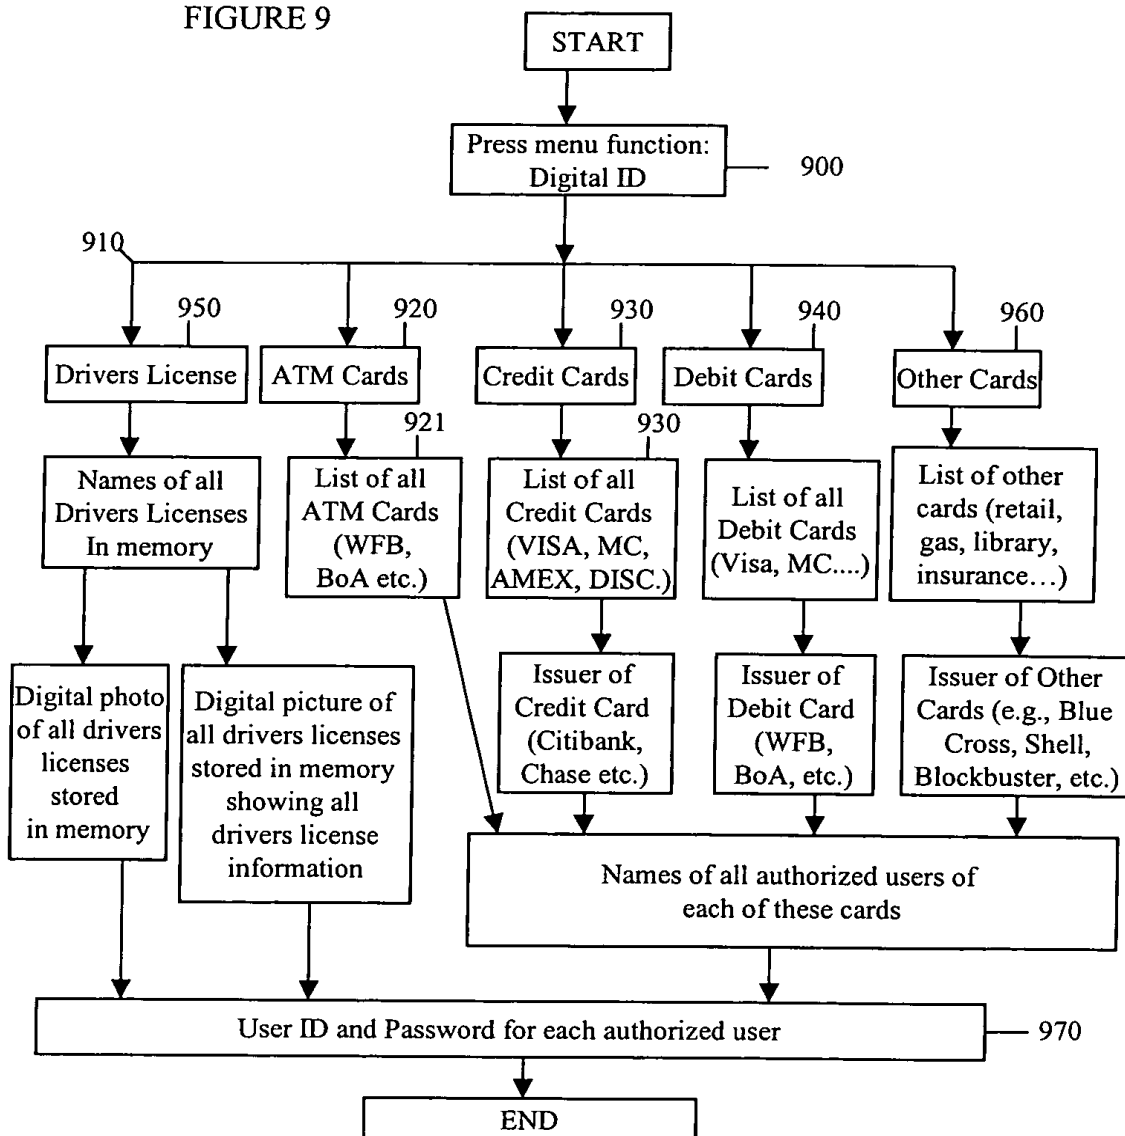 FIGURE 9
START
Press menu function:
Digital ID
900
910
950
920
930
940
960
Drivers License
ATM Cards
Credit Cards
Debit Cards
Other Cards
921
930
Names of all
Drivers Licenses
In memory
List of all
ATM Cards
(WFB,
BoA etc.)
List of all
Credit Cards
(VISA, MC,
AMEX, DISC.)
List of all
Debit Cards
(Visa, MC....)
List of other
cards (retail,
gas, library,
insurance…)
Digital photo
of all drivers
licenses
stored
in memory
Digital picture of
all drivers licenses
stored in memory
showing all
drivers license
information
Issuer of
Credit Card
(Citibank,
Chase etc.)
Issuer of
Debit Card
(WFB,
BoA, etc.)
Issuer of Other
Cards (e.g., Blue
Cross, Shell,
Blockbuster, etc.)
Names of all authorized users of
each of these cards
User ID and Password for each authorized user
970
END